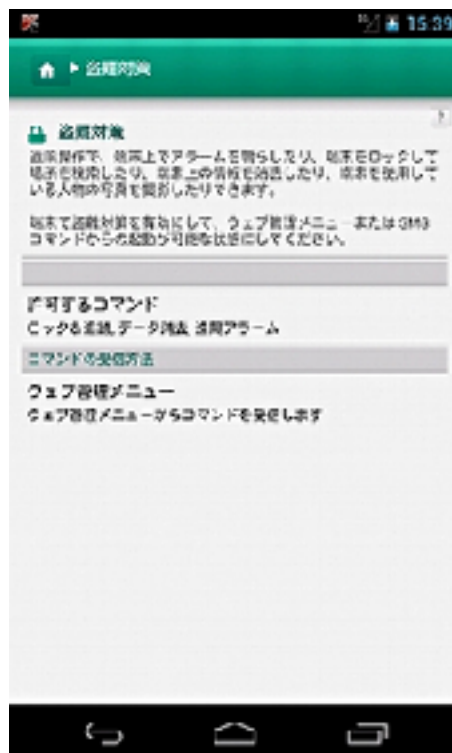 15:39
盗難対策
盗難対策
遠隔操作で、端末上でアラームを鳴らしたり、端末をロックして
場所を検索したり、端末上の情報を消去したり、端末を使用して
いる人物の写真を撮影したりできます。
端末で盗難対策を有効にして、ウェブ管理メニューまたは SMS
コマンドからの起動が可能な状態にしてください。
許可するコマンド
ロック&追跡, データ消去, 遠隔アラーム
コマンドの受信方法
ウェブ管理メニュー
ウェブ管理メニューからコマンドを受信します